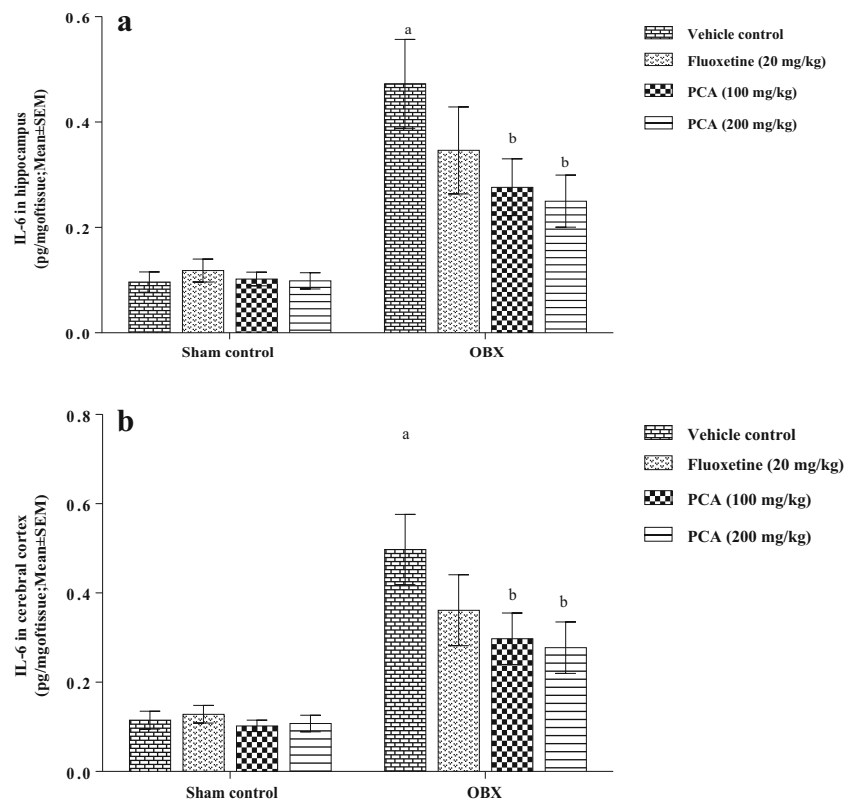 a
IL-6 in hippocampus
(pg/mgoftissue;Mean±SEM)
0.6
0.4
0.2
0.0
a
b
b
Sham control
OBX
Vehicle control
Fluoxetine (20 mg/kg)
PCA (100 mg/kg)
PCA (200 mg/kg)
b
IL-6 in cerebral cortex
(pg/mgoftissue;Mean±SEM)
0.8
0.6
0.4
0.2
0.0
a
b
b
Sham control
OBX
Vehicle control
Fluoxetine (20 mg/kg)
PCA (100 mg/kg)
PCA (200 mg/kg)